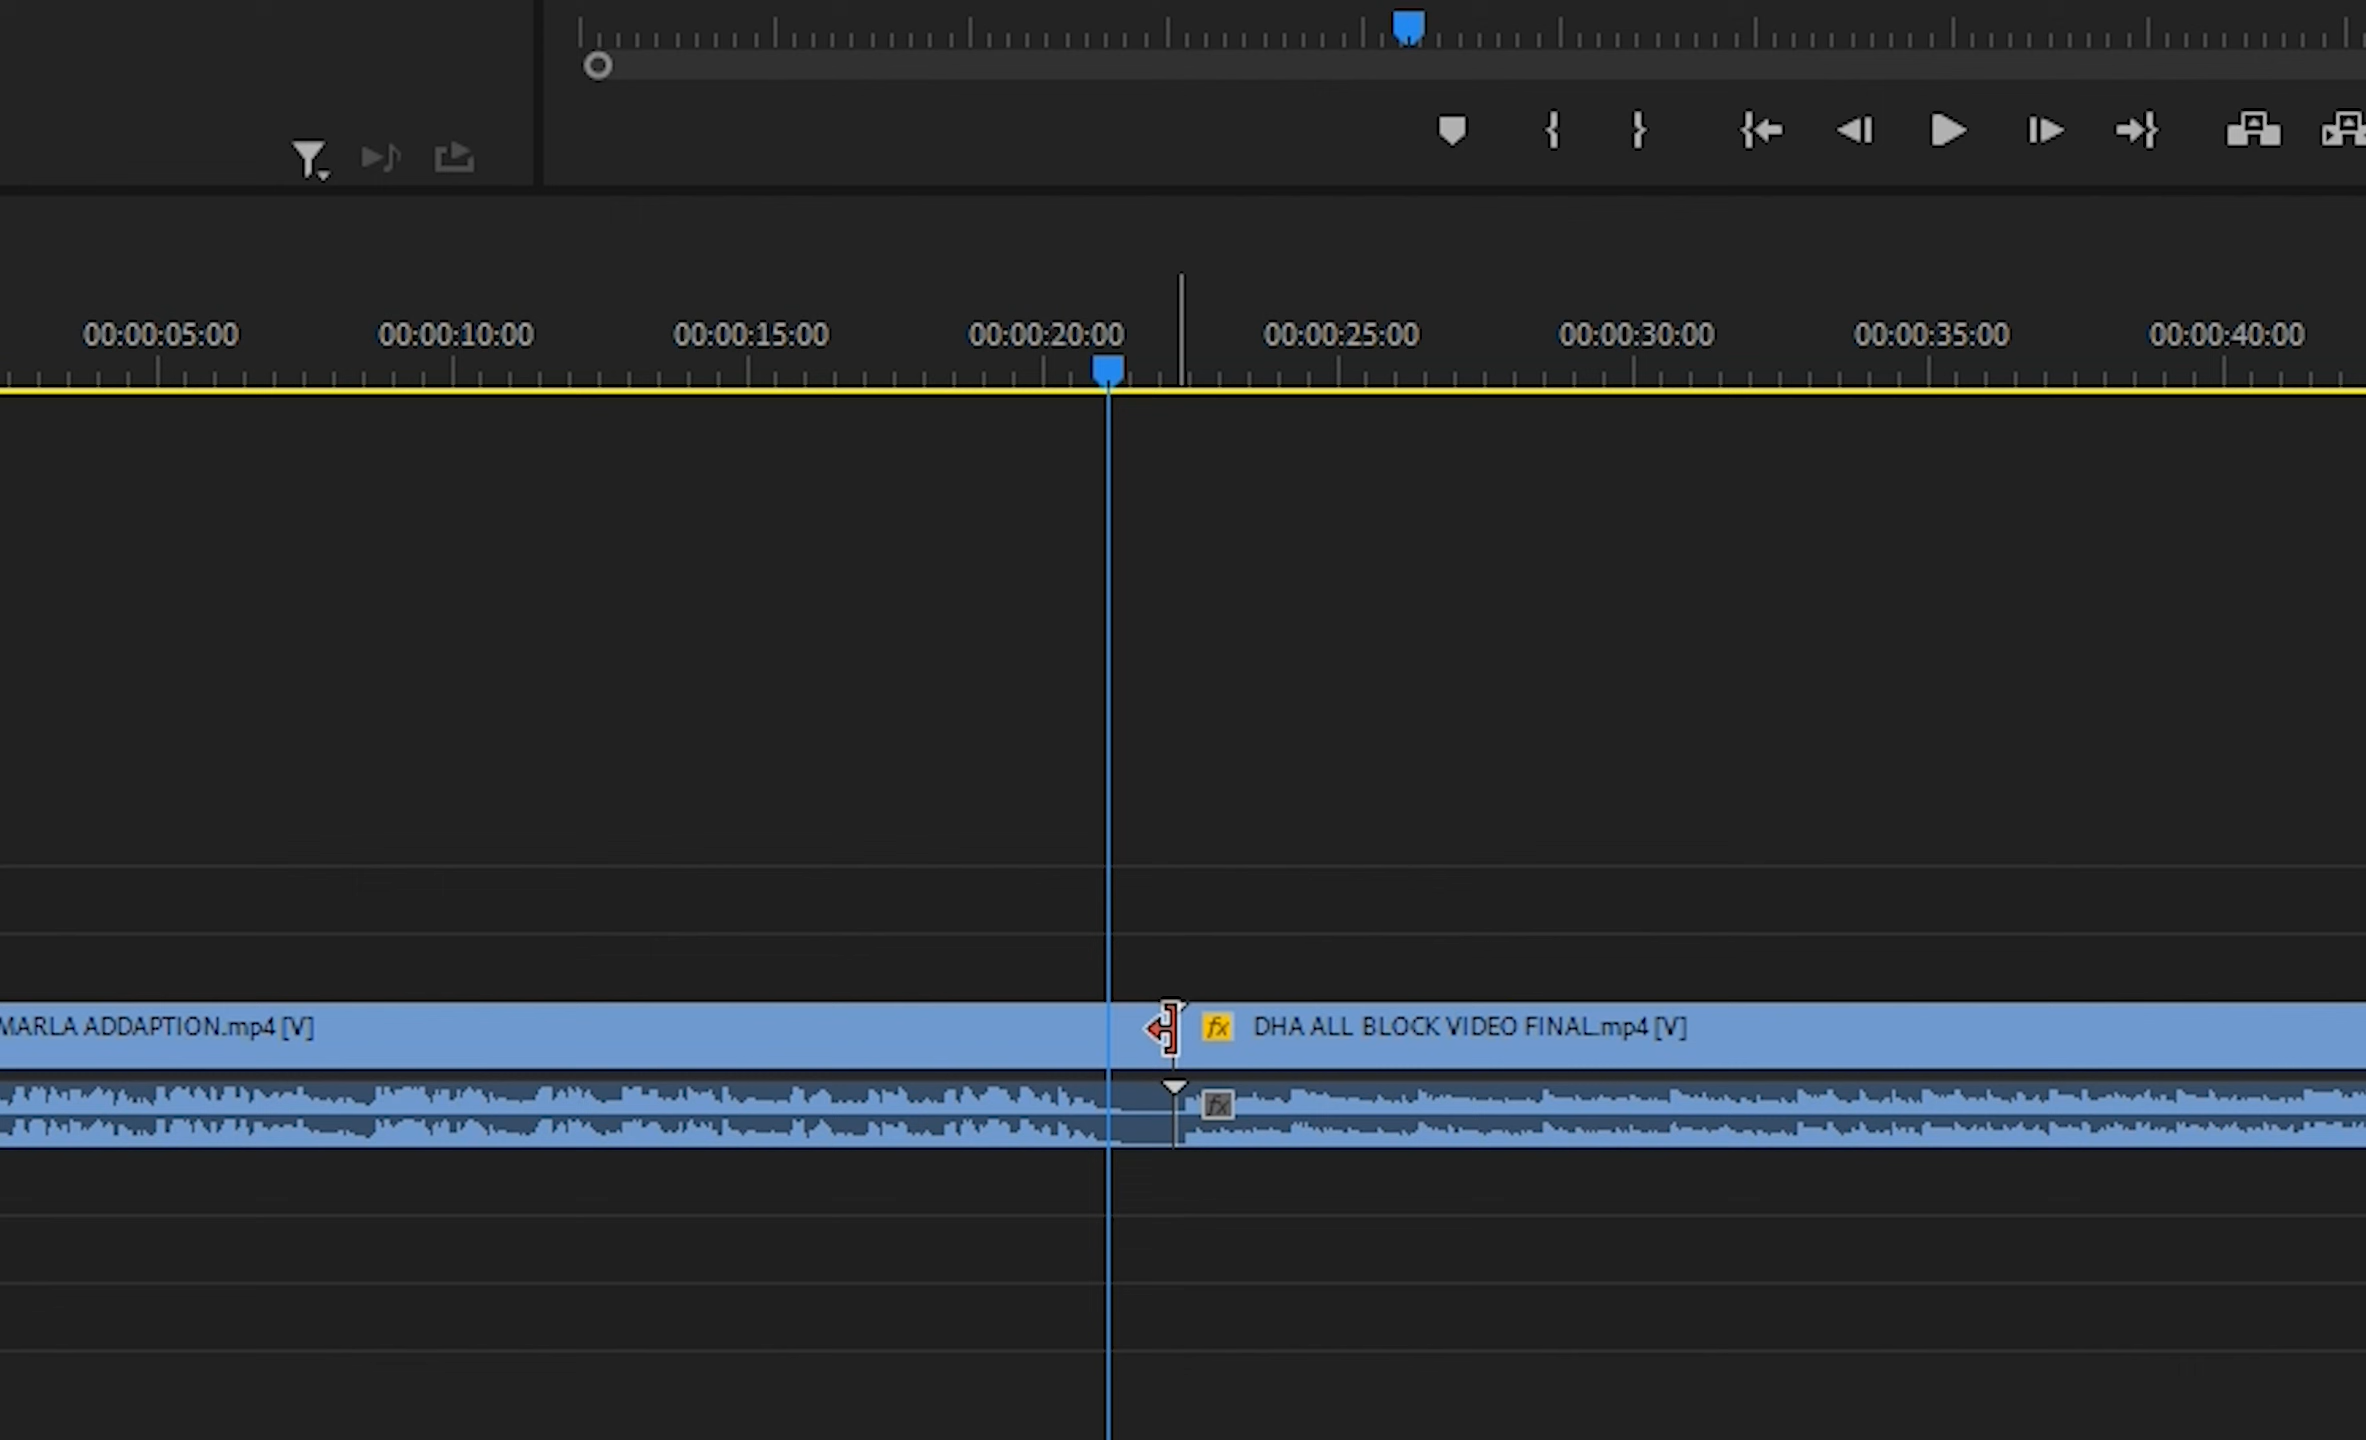 00:00:05:00 00:00:10:00 00:00:15:00 00:00:20:00 00:00:25:00 00:00:30:00 00:00:35:00 00:00:40:00
MARLA ADDAPTION.mp4 [V] fx DHA ALL BLOCK VIDEO FINAL.mp4 [V]
fx